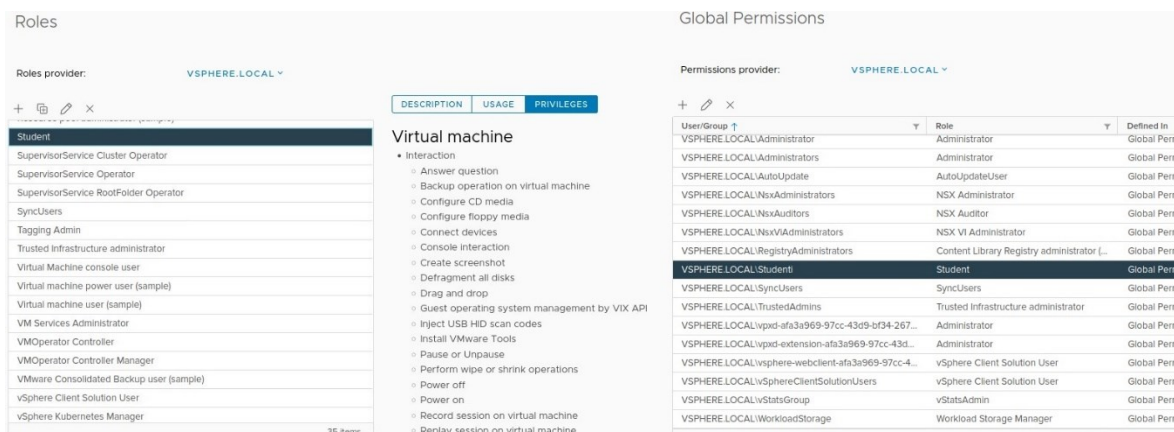 Roles
Roles provider: VSPHERE.LOCAL
Student
SupervisorService Cluster Operator
SupervisorService Operator
SupervisorService RootFolder Operator
SyncUsers
Tagging Admin
Trusted Infrastructure administrator
Virtual Machine console user
Virtual machine power user (sample)
Virtual machine user (sample)
VM Services Administrator
VMOperator Controller
VMOperator Controller Manager
VMware Consolidated Backup user (sample)
vSphere Client Solution User
vSphere Kubernetes Manager
35 items
DESCRIPTION USAGE PRIVILEGES
Virtual machine
Interaction
Answer question
Backup operation on virtual machine
Configure CD media
Configure floppy media
Connect devices
Console interaction
Create screenshot
Defragment all disks
Drag and drop
Guest operating system management by VIX API
Inject USB HID scan codes
Install VMware Tools
Pause or Unpause
Perform wipe or shrink operations
Power off
Power on
Record session on virtual machine
Replay session on virtual machine
Global Permissions
Permissions provider: VSPHERE.LOCAL
User/Group Role Defined In
VSPHERE.LOCAL\Administrator Administrator Global Perr
VSPHERE.LOCAL\Administrators Administrator Global Perr
VSPHERE.LOCAL\AutoUpdate AutoUpdateUser Global Perr
VSPHERE.LOCAL\NsxAdministrators NSX Administrator Global Perr
VSPHERE.LOCAL\NsxAuditors NSX Auditor Global Perr
VSPHERE.LOCAL\NsxViAdministrators NSX VI Administrator Global Perr
VSPHERE.LOCAL\RegistryAdministrators Content Library Registry administrator (... Global Perr
VSPHERE.LOCAL\Studenti Student Global Perr
VSPHERE.LOCAL\SyncUsers SyncUsers Global Perr
VSPHERE.LOCAL\TrustedAdmins Trusted Infrastructure administrator Global Perr
VSPHERE.LOCAL\vpxd-afa3a969-97cc-43d9-bf34-267... Administrator Global Perr
VSPHERE.LOCAL\vpxd-extension-afa3a969-97cc-43d... Administrator Global Perr
VSPHERE.LOCAL\vsphere-webclient-afa3a969-97cc-4... vSphere Client Solution User Global Perr
VSPHERE.LOCAL\vSphereClientSolutionUsers vSphere Client Solution User Global Perr
VSPHERE.LOCAL\vStatsGroup vStatsAdmin Global Perr
VSPHERE.LOCAL\WorkloadStorage Workload Storage Manager Global Perr